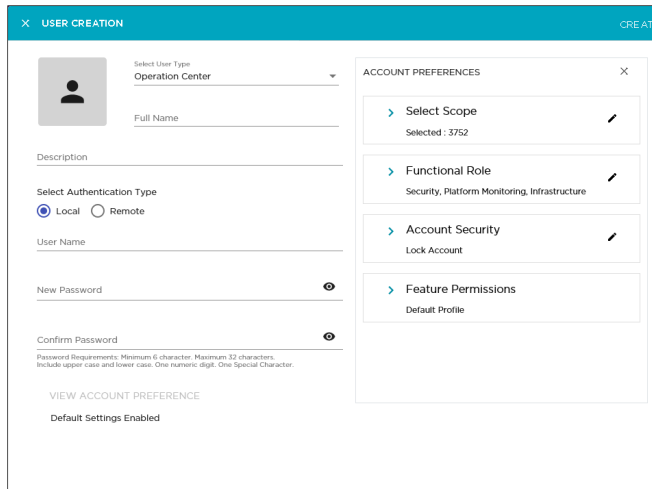 USER CREATION
CREAT
Select User Type
Operation Center
Full Name
Description
Select Authentication Type
Local
Remote
User Name
New Password
Confirm Password
Password Requirements: Minimum 6 character. Maximum 32 characters.
Include upper case and lower case. One numeric digit. One Special Character.
VIEW ACCOUNT PREFERENCE
Default Settings Enabled
ACCOUNT PREFERENCES
Select Scope
Selected : 3752
Functional Role
Security, Platform Monitoring, Infrastructure
Account Security
Lock Account
Feature Permissions
Default Profile